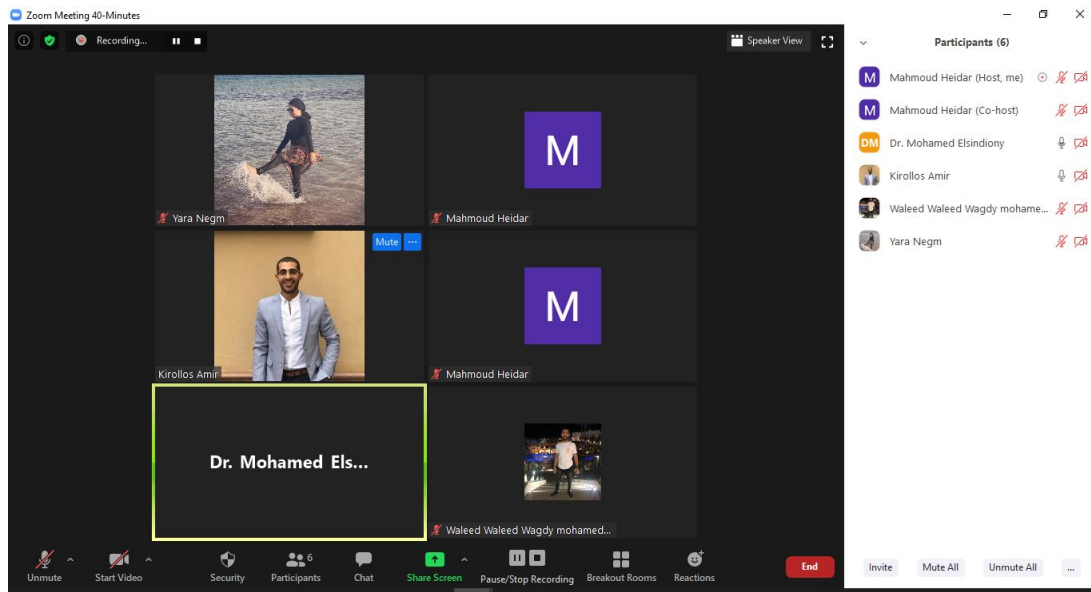 Zoom Meeting 40-Minutes
Recording...
Speaker View
Yara Negm
M
Mahmoud Heidar
Mute ...
Kirollos Amir
M
Mahmoud Heidar
Dr. Mohamed Els...
Waleed Waleed Wagdy mohamed...
Unmute
Start Video
Security
6
Participants
Chat
Share Screen
Pause/Stop Recording
Breakout Rooms
Reactions
End
Participants (6)
M Mahmoud Heidar (Host, me)
M Mahmoud Heidar (Co-host)
DM Dr. Mohamed Elsindiony
Kirollos Amir
Waleed Waleed Wagdy mohame...
Yara Negm
Invite
Mute All
Unmute All
...